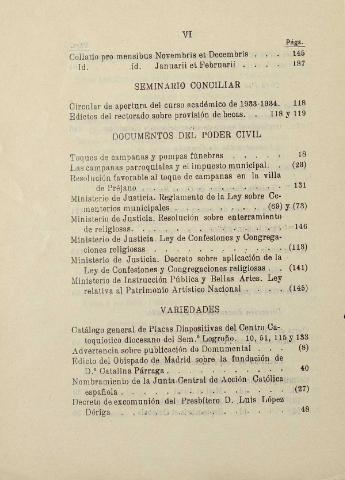 VI
Págs.
Collatio pro mensibus Novembris et Decembris . . . 145
Id. id. Januarii et Februarii . . . . 187
SEMINARIO CONCILIAR
Circular de apertura del curso académico de 1933-1934. 118
Edictos del rectorado sobre provisión de becas. . 118 y 119
DOCUMENTOS DEL PODER CIVIL
Toques de campanas y pompas fúnebres . . . . . 18
Las campanas parroquiales y el impuesto municipal. . (23)
Resolución favorable al toque de campanas en la villa
de Préjano . . . . . . . . . . . 131
Ministerio de Justicia. Reglamento de la Ley sobre Ce-
menterios municipales . . . . . . (69) y (73)
Ministerio de Justicia. Resolución sobre enterramiento
de religiosas. . . . . . . . . . . 146
Ministerio de Justicia. Ley de Confesiones y Congrega-
ciones religiosas . . . . . . . . . (113)
Ministerio de Justicia. Decreto sobre aplicación de la
Ley de Confesiones y Congregaciones religiosas . . (141)
Ministerio de Instrucción Pública y Bellas Artes. Ley
relativa al Patrimonio Artístico Nacional . . . . (145)
VARIEDADES
Catálogo general de Placas Diapositivas del Centro Ca-
tequístico diocesano del Sem.º Logroño. 10, 51, 115 y 133
Advertencia sobre publicación de Domumental . . . . (8)
Edicto del Obispado de Madrid sobre la fundación de
D.ª Catalina Párraga . . . . . . . . . 40
Nombramiento de la Junta Central de Acción Católica
española . . . . . . . . . . . . (27)
Decreto de excomunión del Presbítero D. Luis López
Dóriga . . . . . . . . . . . . 48